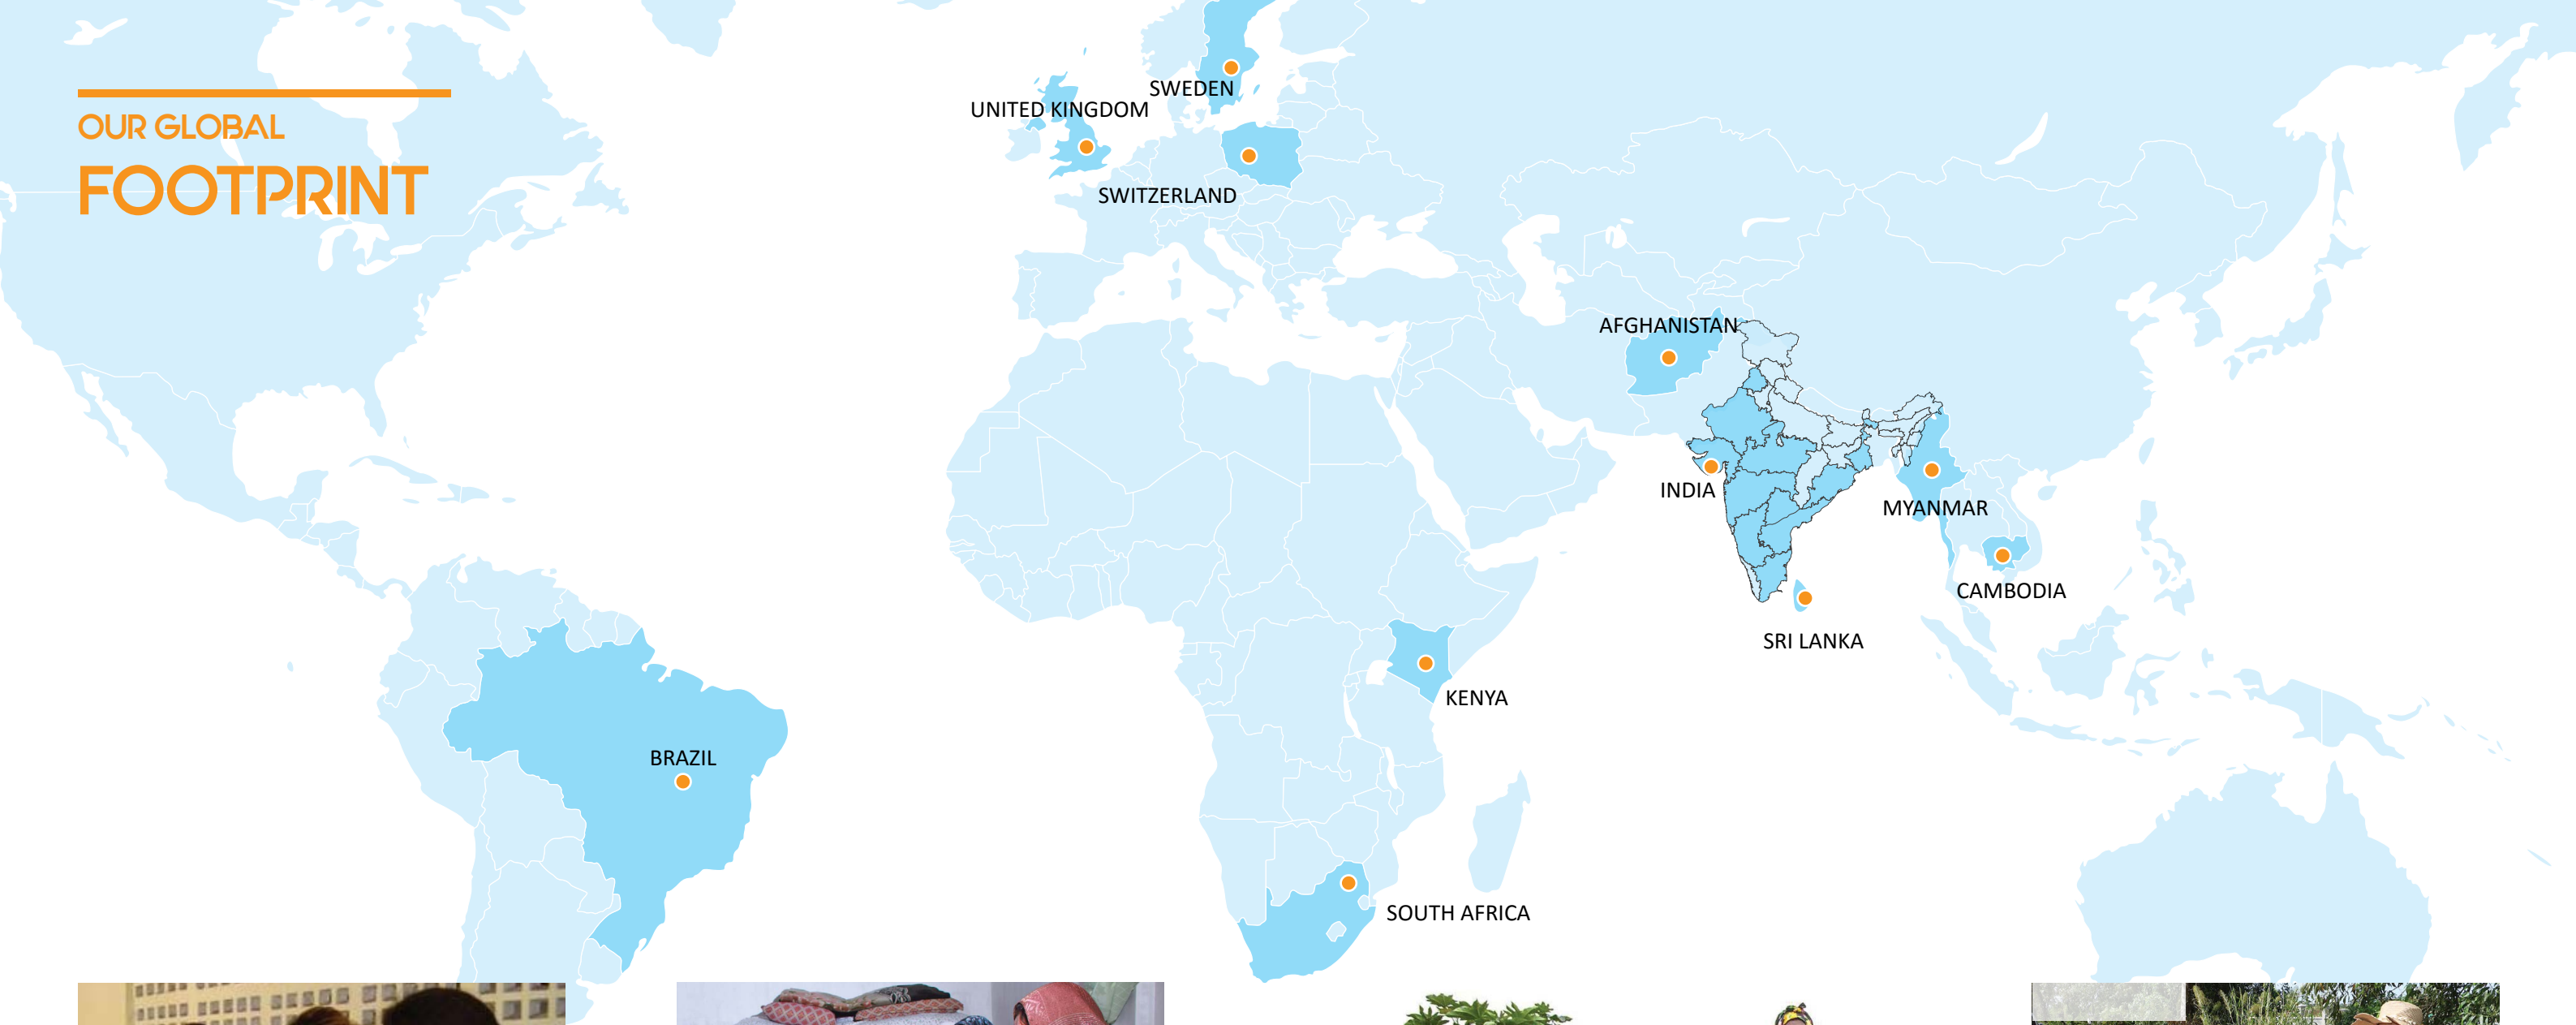 OUR GLOBAL
FOOTPRINT
SWEDEN
UNITED KINGDOM
SWITZERLAND
AFGHANISTAN
INDIA
MYANMAR
CAMBODIA
SRI LANKA
KENYA
BRAZIL
SOUTH AFRICA